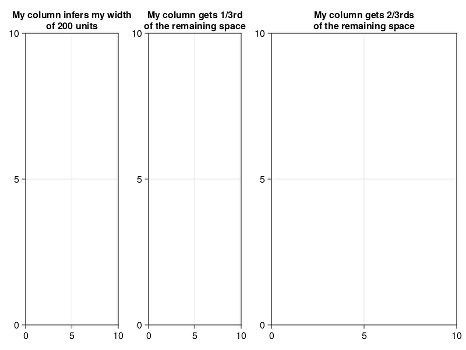 My column infers my width
of 200 units
My column gets 1/3rd
of the remaining space
My column gets 2/3rds
of the remaining space
10
10
10
5
5
5
0
0
0
0 5 10
0 5 10
0 5 10